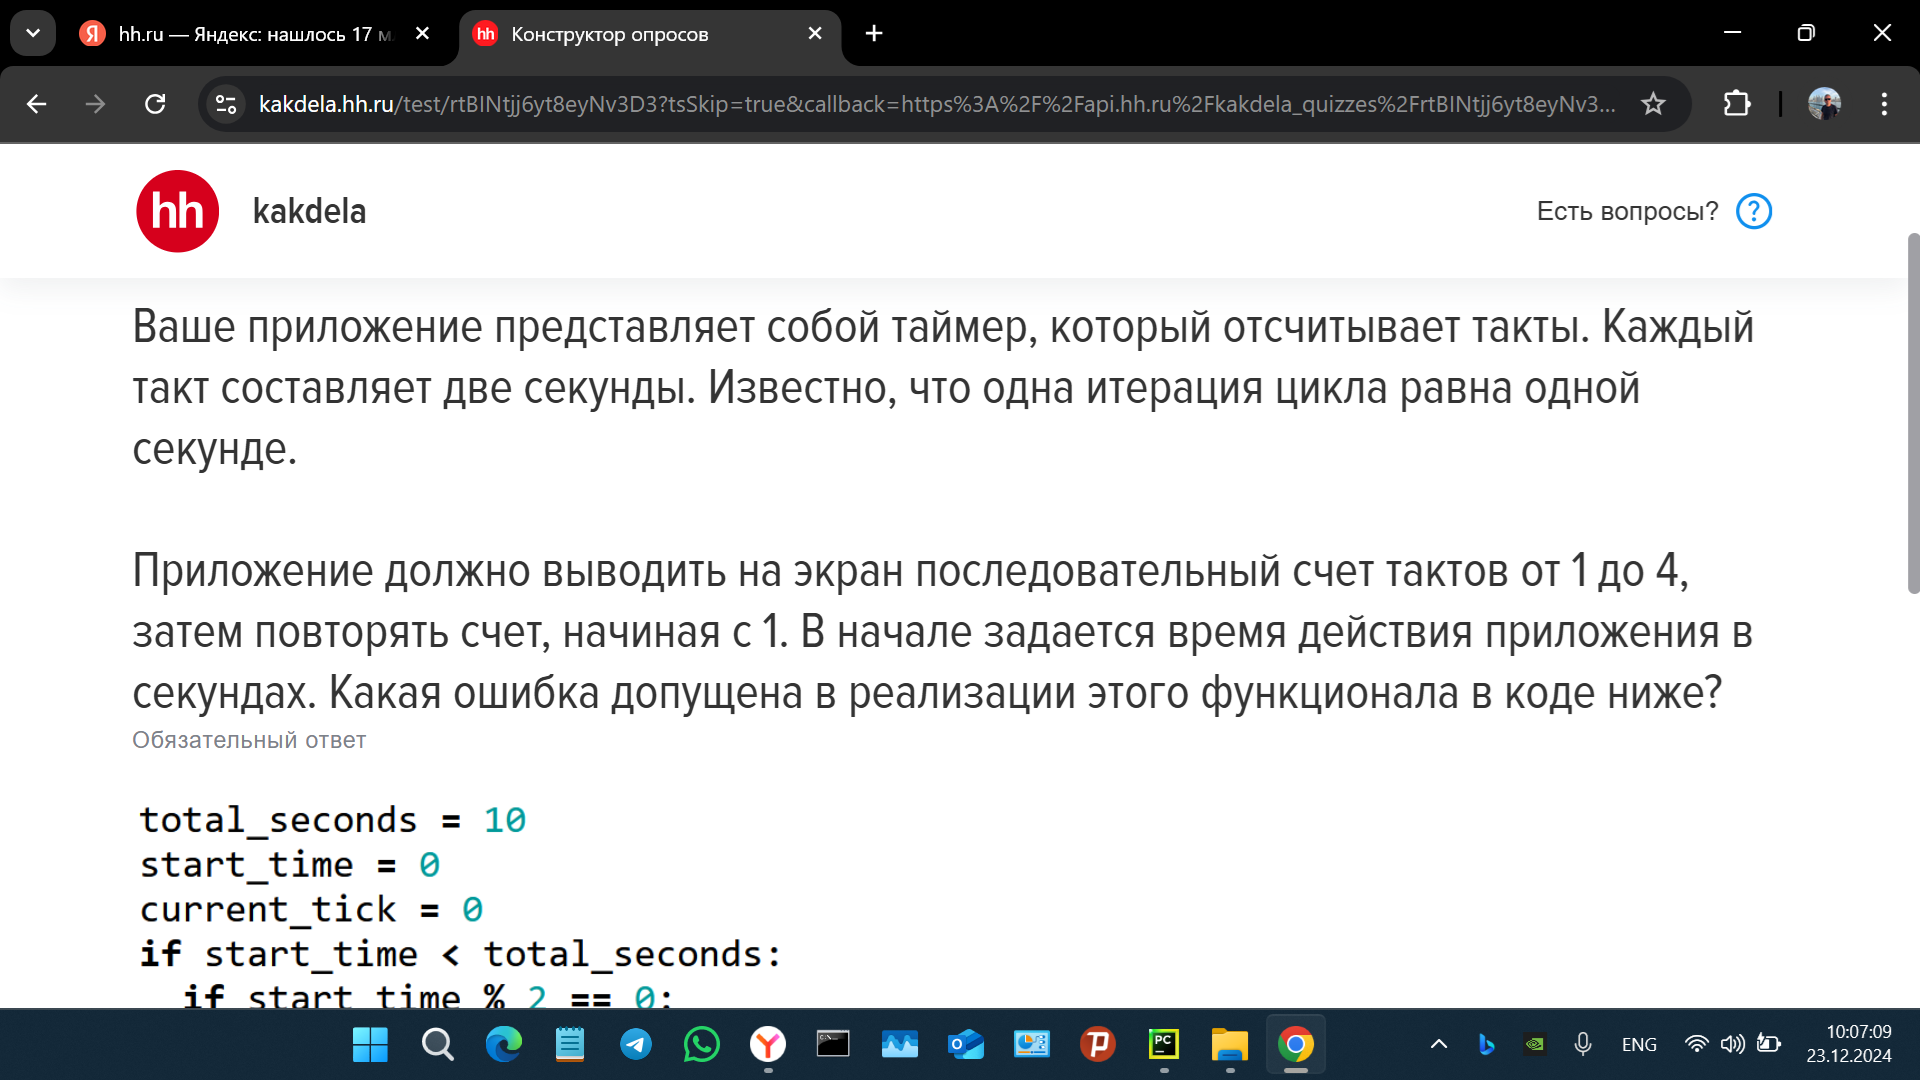 hh.ru — Яндекс: нашлось 17 м
hh Конструктор опросов
kakdela.hh.ru/test/rtBINtjj6yt8eyNv3D3?tsSkip=true&callback=https%3A%2F%2Fapi.hh.ru%2Fkakdela_quizzes%2FrtBINtjj6yt8eyNv3...
hh kakdela
Есть вопросы? ?
Ваше приложение представляет собой таймер, который отсчитывает такты. Каждый
такт составляет две секунды. Известно, что одна итерация цикла равна одной
секунде.
Приложение должно выводить на экран последовательный счет тактов от 1 до 4,
затем повторять счет, начиная с 1. В начале задается время действия приложения в
секундах. Какая ошибка допущена в реализации этого функционала в коде ниже?
Обязательный ответ
total_seconds = 10
start_time = 0
current_tick = 0
if start_time < total_seconds:
if start_time % 2 == 0:
ENG
10:07:09
23.12.2024